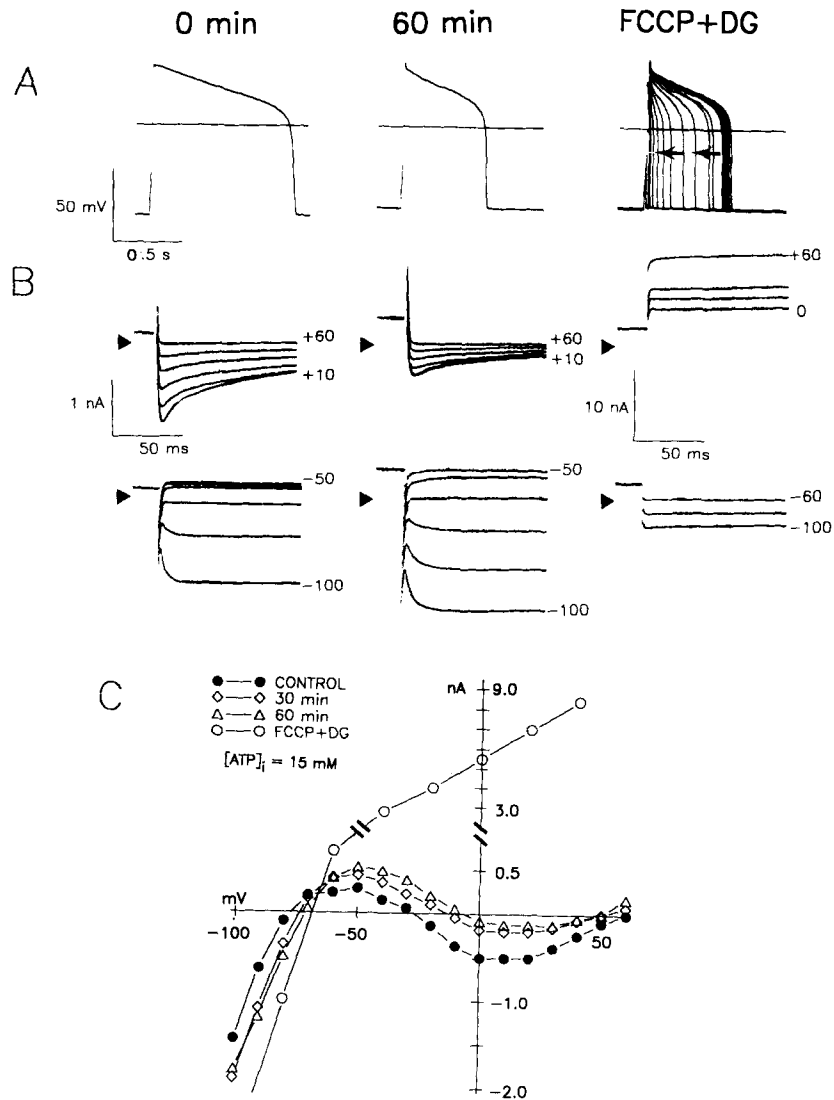 0 min 60 min FCCP+DG
A
50 mV
0.5 s
B
+60
+10
1 nA
50 ms
-50
-100
+60
+10
-50
-100
+60
0
10 nA
50 ms
-60
-100
C
CONTROL
30 min
60 min
FCCP+DG
[ATP]i = 15 mM
nA 9.0
3.0
0.5
mV
-100 -50 50
-1.0
-2.0